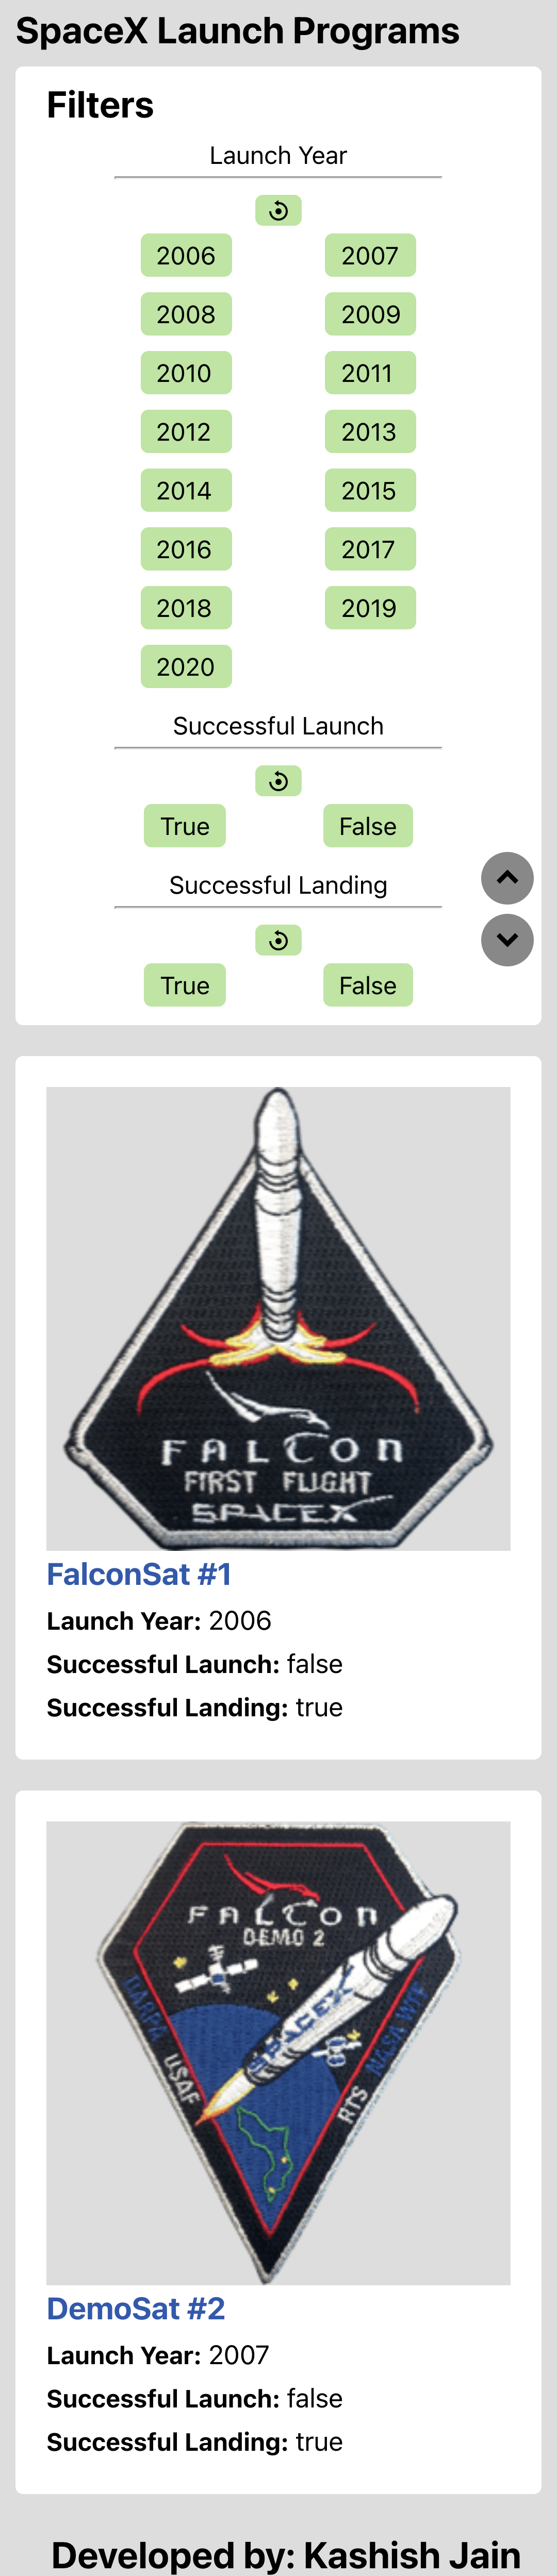 SpaceX Launch Programs
Filters
Launch Year
2006 2007
2008 2009
2010 2011
2012 2013
2014 2015
2016 2017
2018 2019
2020
Successful Launch
True False
Successful Landing
True False
FALCON
FIRST FLIGHT
SPACEX
FalconSat #1
Launch Year: 2006
Successful Launch: false
Successful Landing: true
FALCON
DEMO 2
SPACEX
DARPA USAF
RTS NASA WFF
DemoSat #2
Launch Year: 2007
Successful Launch: false
Successful Landing: true
Developed by: Kashish Jain